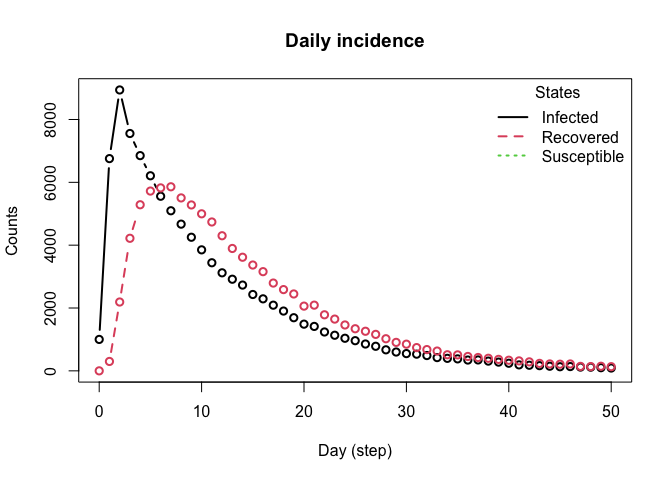 Daily incidence
States
Infected
Recovered
Susceptible
Counts
8000
6000
4000
2000
0
0 10 20 30 40 50
Day (step)